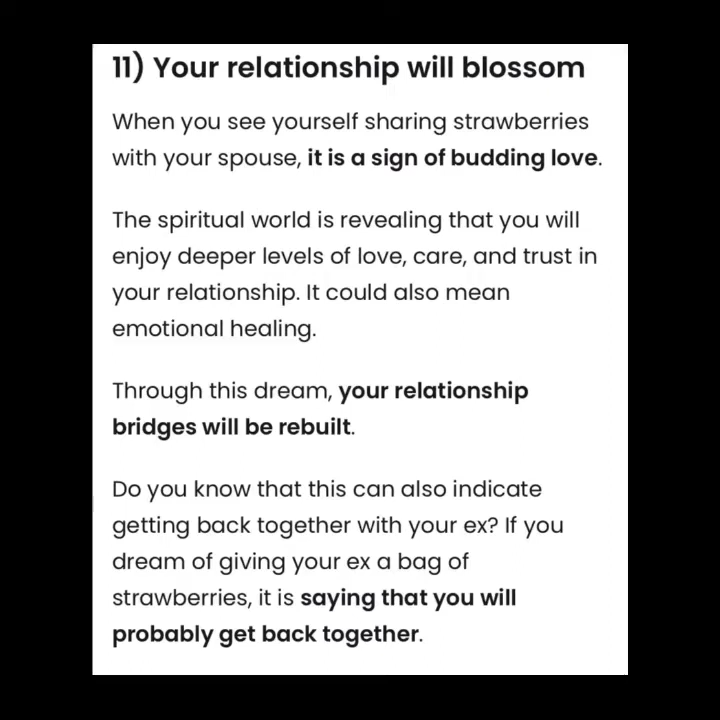 11) Your relationship will blossom
When you see yourself sharing strawberries
with your spouse, it is a sign of budding love.
The spiritual world is revealing that you will
enjoy deeper levels of love, care, and trust in
your relationship. It could also mean
emotional healing.
Through this dream, your relationship
bridges will be rebuilt.
Do you know that this can also indicate
getting back together with your ex? If you
dream of giving your ex a bag of
strawberries, it is saying that you will
probably get back together.